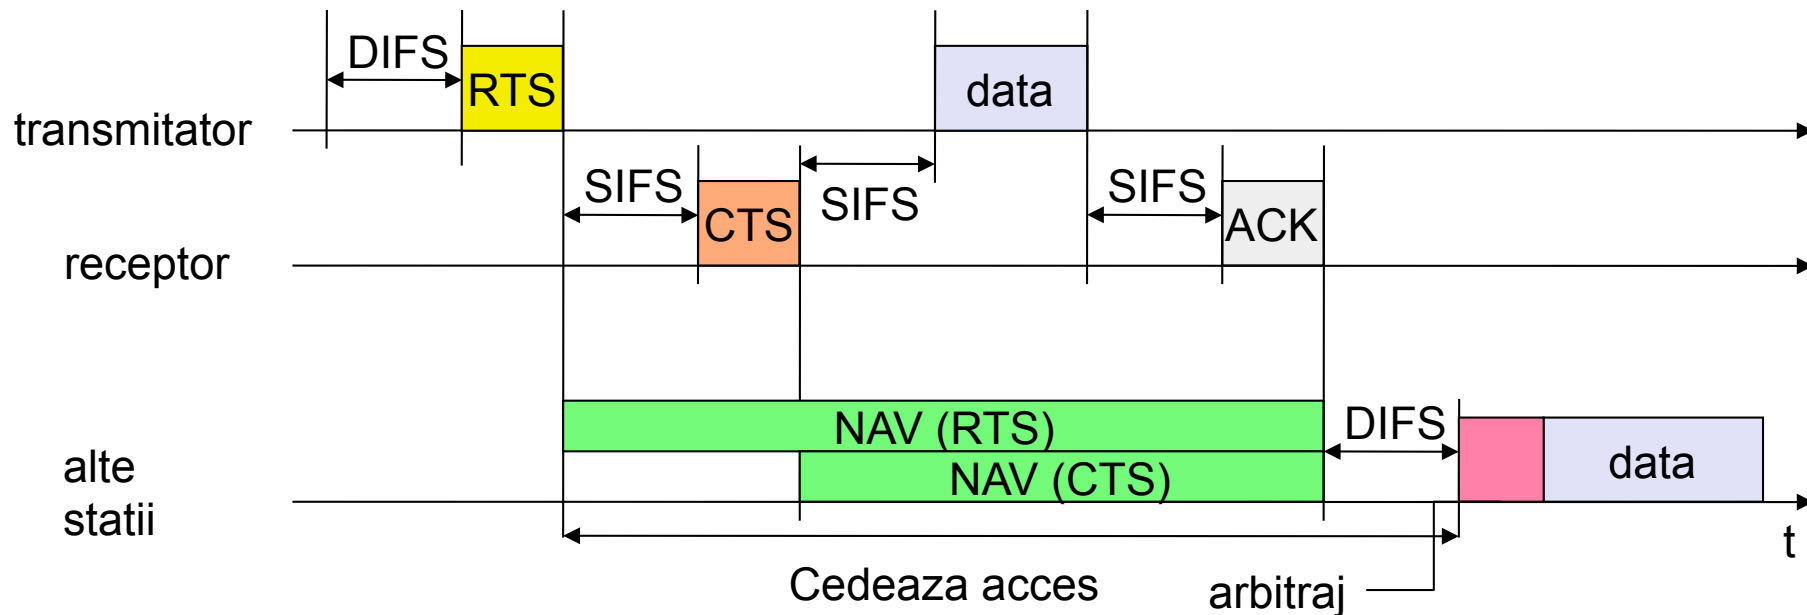 DIFS
RTS
data
transmitator
SIFS
CTS
SIFS
SIFS
ACK
receptor
NAV (RTS)
DIFS
NAV (CTS)
data
alte
statii
t
Cedeaza acces
arbitraj